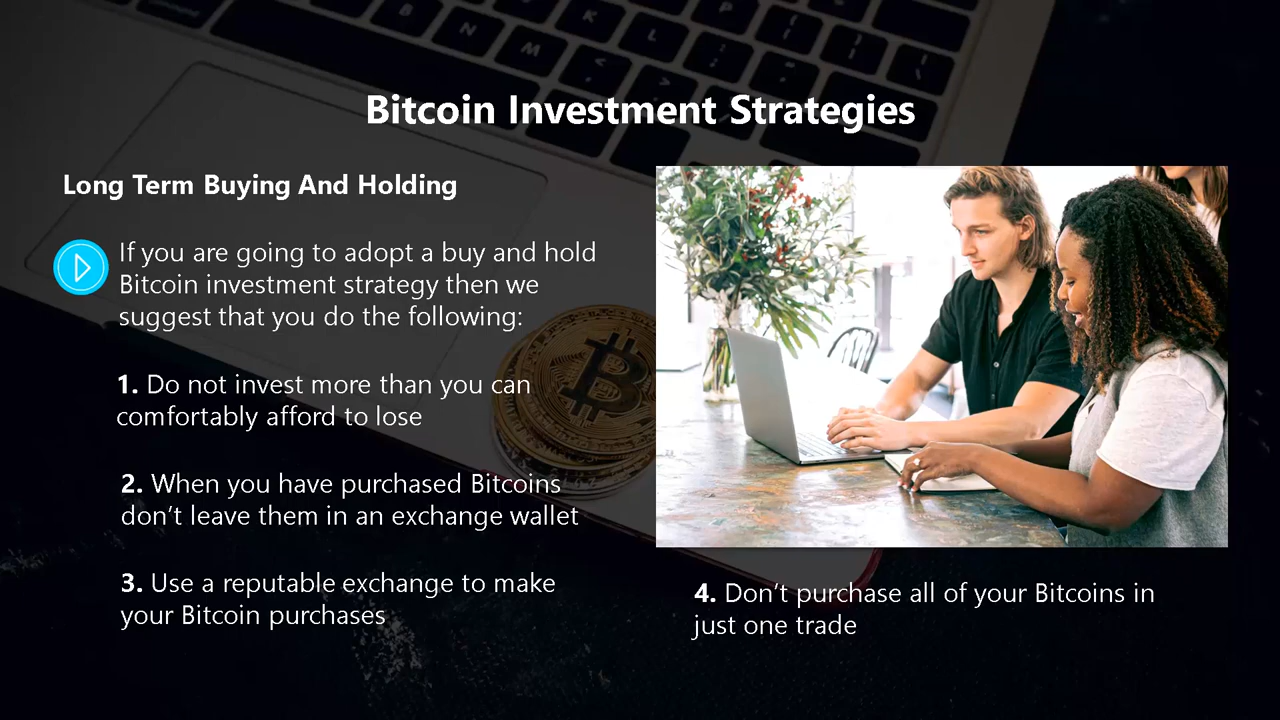 Bitcoin Investment Strategies
Long Term Buying And Holding
If you are going to adopt a buy and hold
Bitcoin investment strategy then we
suggest that you do the following:
1. Do not invest more than you can
comfortably afford to lose
2. When you have purchased Bitcoins
don't leave them in an exchange wallet
3. Use a reputable exchange to make
your Bitcoin purchases
4. Don't purchase all of your Bitcoins in
just one trade